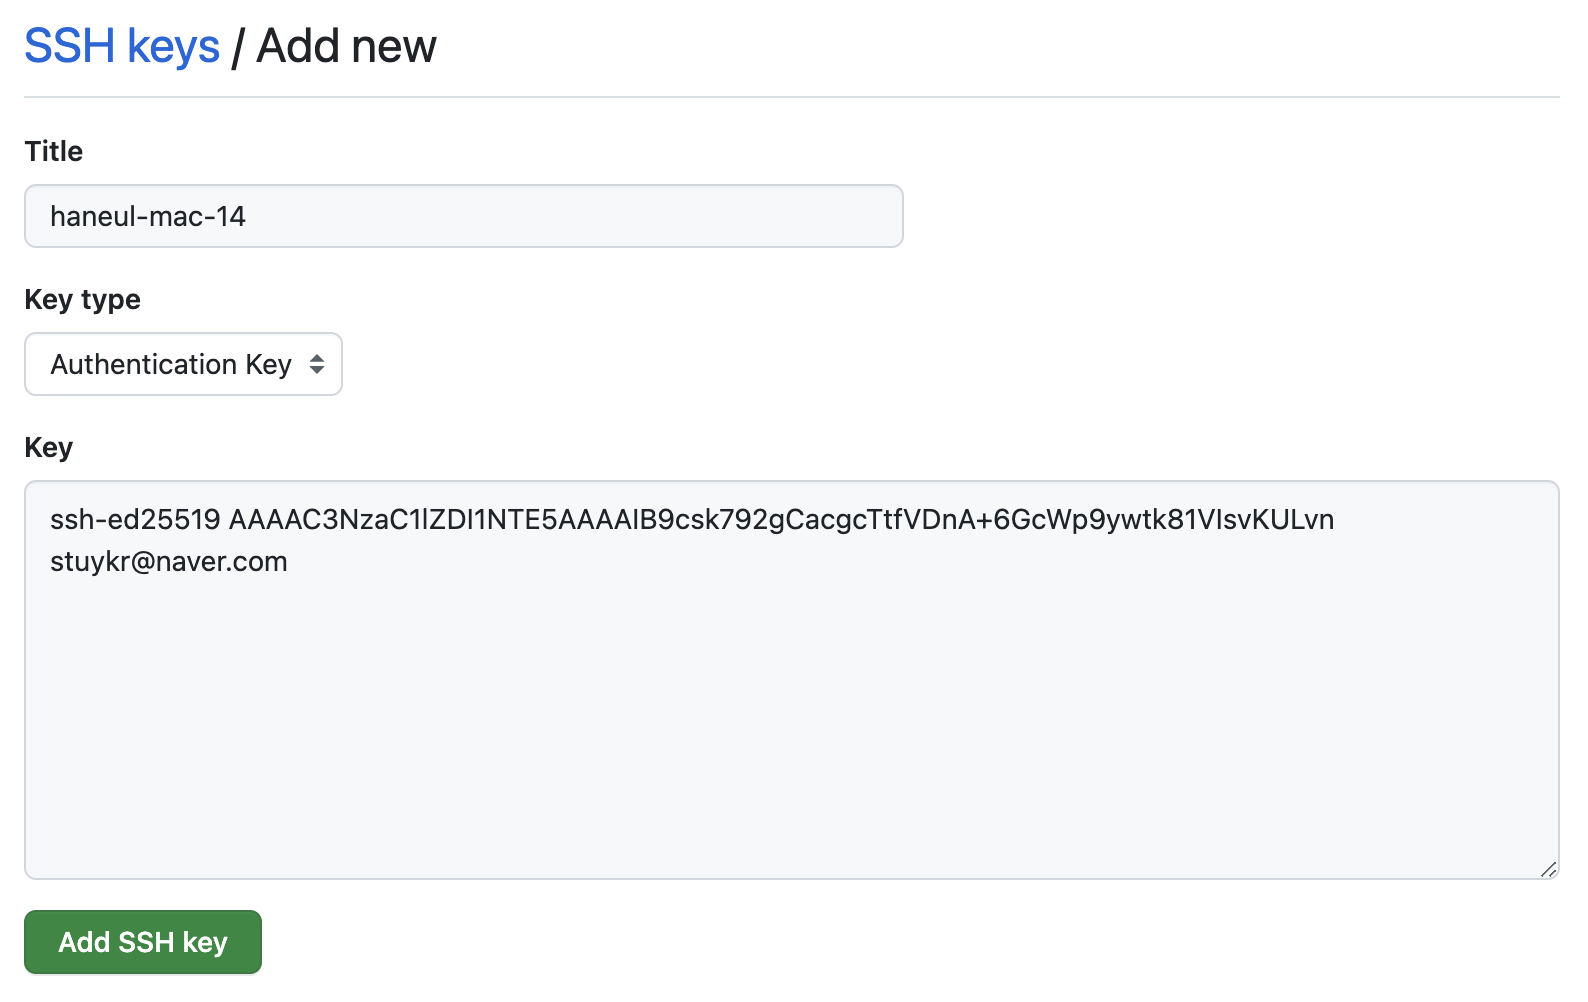 SSH keys / Add new
Title
haneul-mac-14
Key type
Authentication Key
Key
ssh-ed25519 AAAAC3NzaC1lZDI1NTE5AAAAIB9csk792gCacgcTtfVDnA+6GcWp9ywtk81VIsvKULvn
stuykr@naver.com
Add SSH key